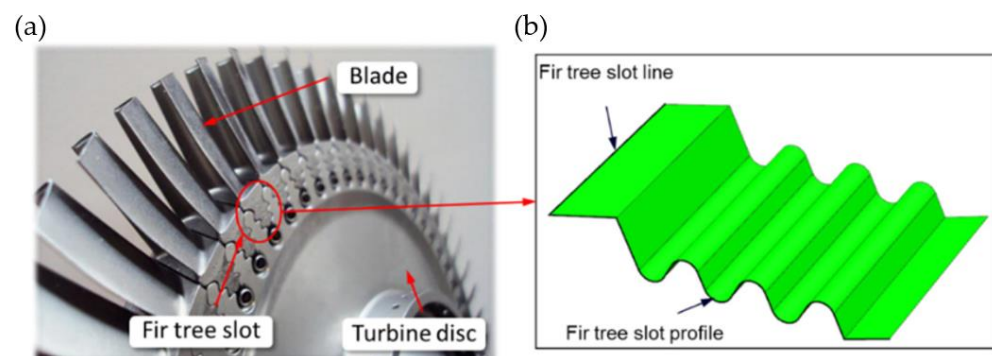 (a)
(b)
Blade
Fir tree slot
Turbine disc
Fir tree slot line
Fir tree slot profile